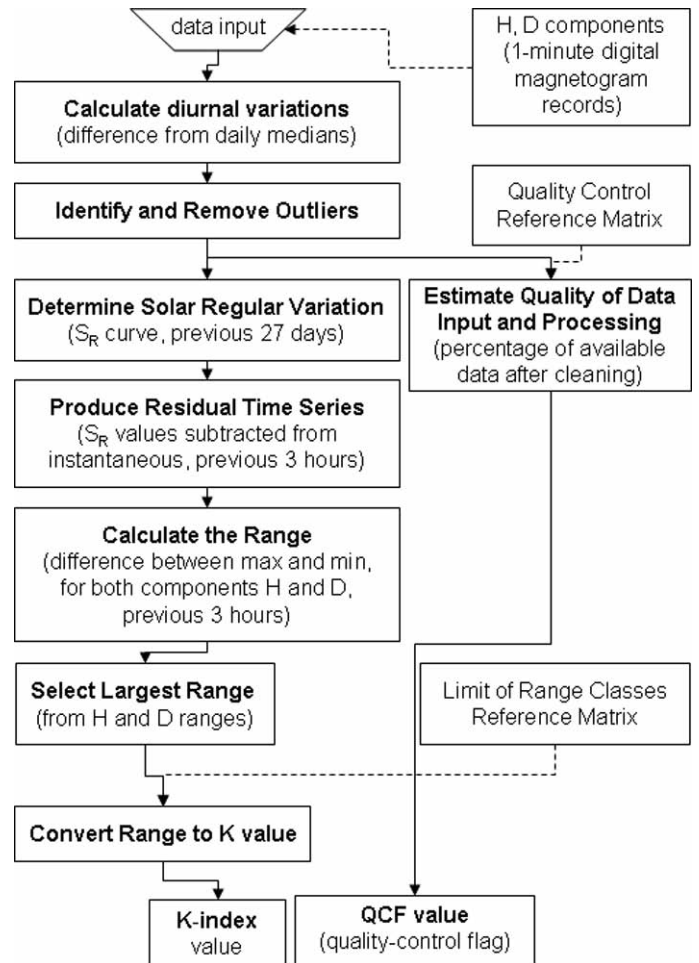 data input
H, D components
(1-minute digital
magnetogram
records)
Calculate diurnal variations
(difference from daily medians)
Identify and Remove Outliers
Quality Control
Reference Matrix
Determine Solar Regular Variation
(SR curve, previous 27 days)
Estimate Quality of Data
Input and Processing
(percentage of available
data after cleaning)
Produce Residual Time Series
(SR values subtracted from
instantaneous, previous 3 hours)
Calculate the Range
(difference between max and min,
for both components H and D,
previous 3 hours)
Select Largest Range
(from H and D ranges)
Limit of Range Classes
Reference Matrix
Convert Range to K value
K-index
value
QCF value
(quality-control flag)